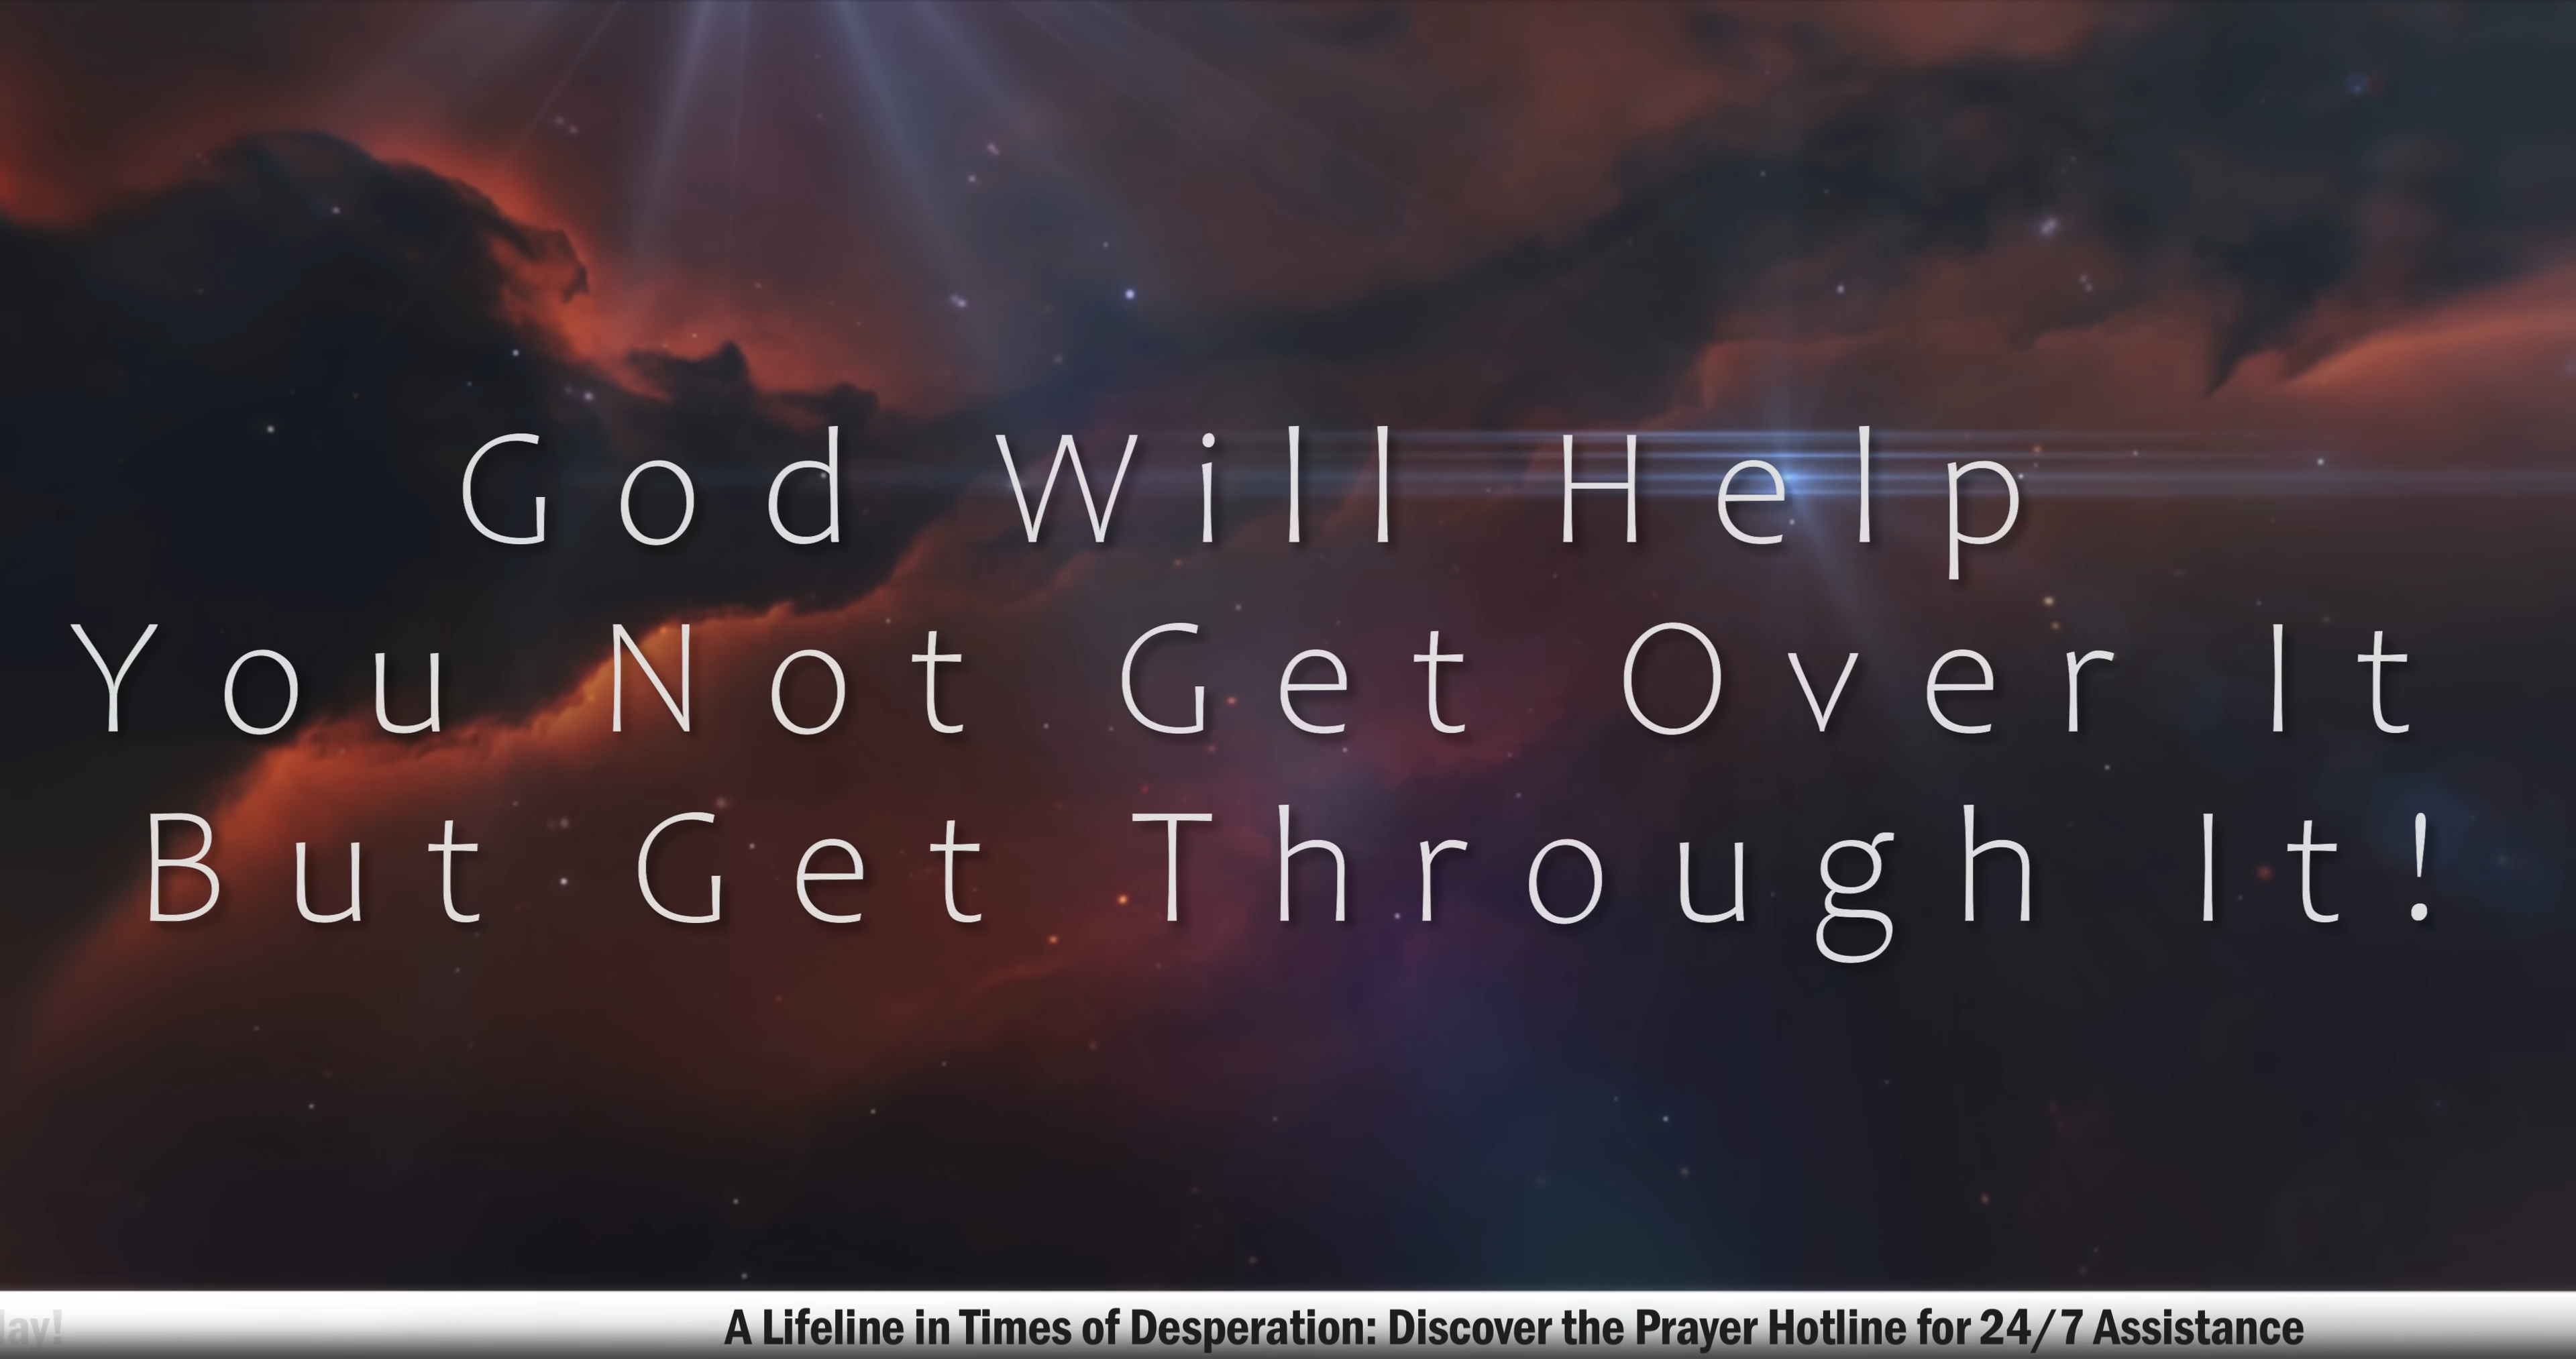 God Will Help
You Not Get Over It
But Get Through It!
A Lifeline in Times of Desperation: Discover the Prayer Hotline for 24/7 Assistance